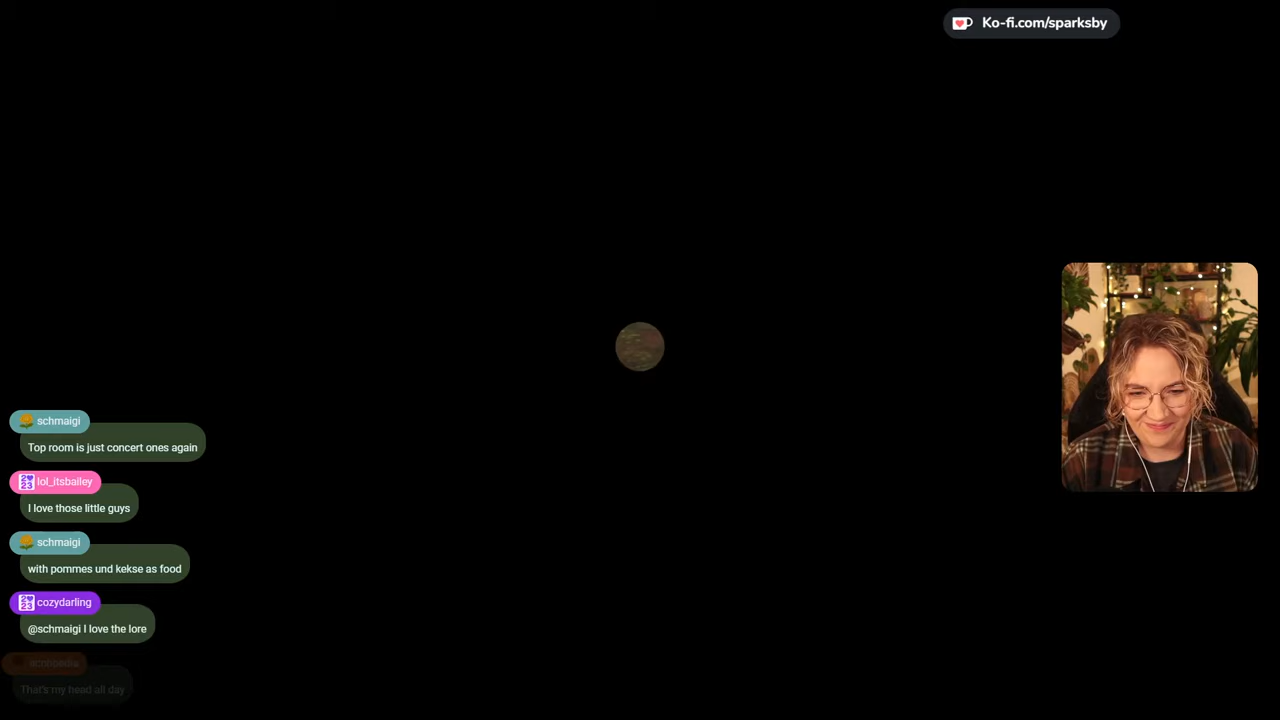 Ko-fi.com/sparksby
schmaigi
Top room is just concert ones again
lol_itsbailey
I love those little guys
schmaigi
with pommes und kekse as food
cozydarling
@schmaigi I love the lore
That's my head all day